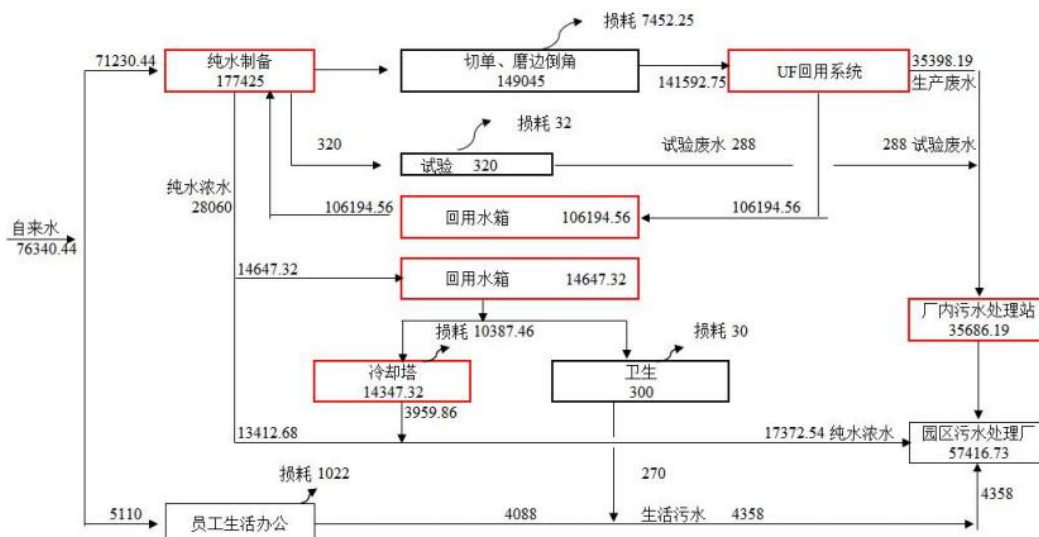 损耗 7452.25
71230.44
纯水制备
177425
切单、磨边倒角
149045
141592.75
UF回用系统
35398.19
生产废水
损耗 32
320
试验 320
试验废水 288
288 试验废水
纯水浓水
28060
106194.56
回用水箱 106194.56
106194.56
自来水
76340.44
14647.32
回用水箱 14647.32
厂内污水处理站
35686.19
损耗 10387.46
损耗 30
冷却塔
14347.32
卫生
300
3959.86
13412.68
17372.54 纯水浓水
园区污水处理厂
57416.73
损耗 1022
270
4358
5110
员工生活办公
4088
生活污水
4358